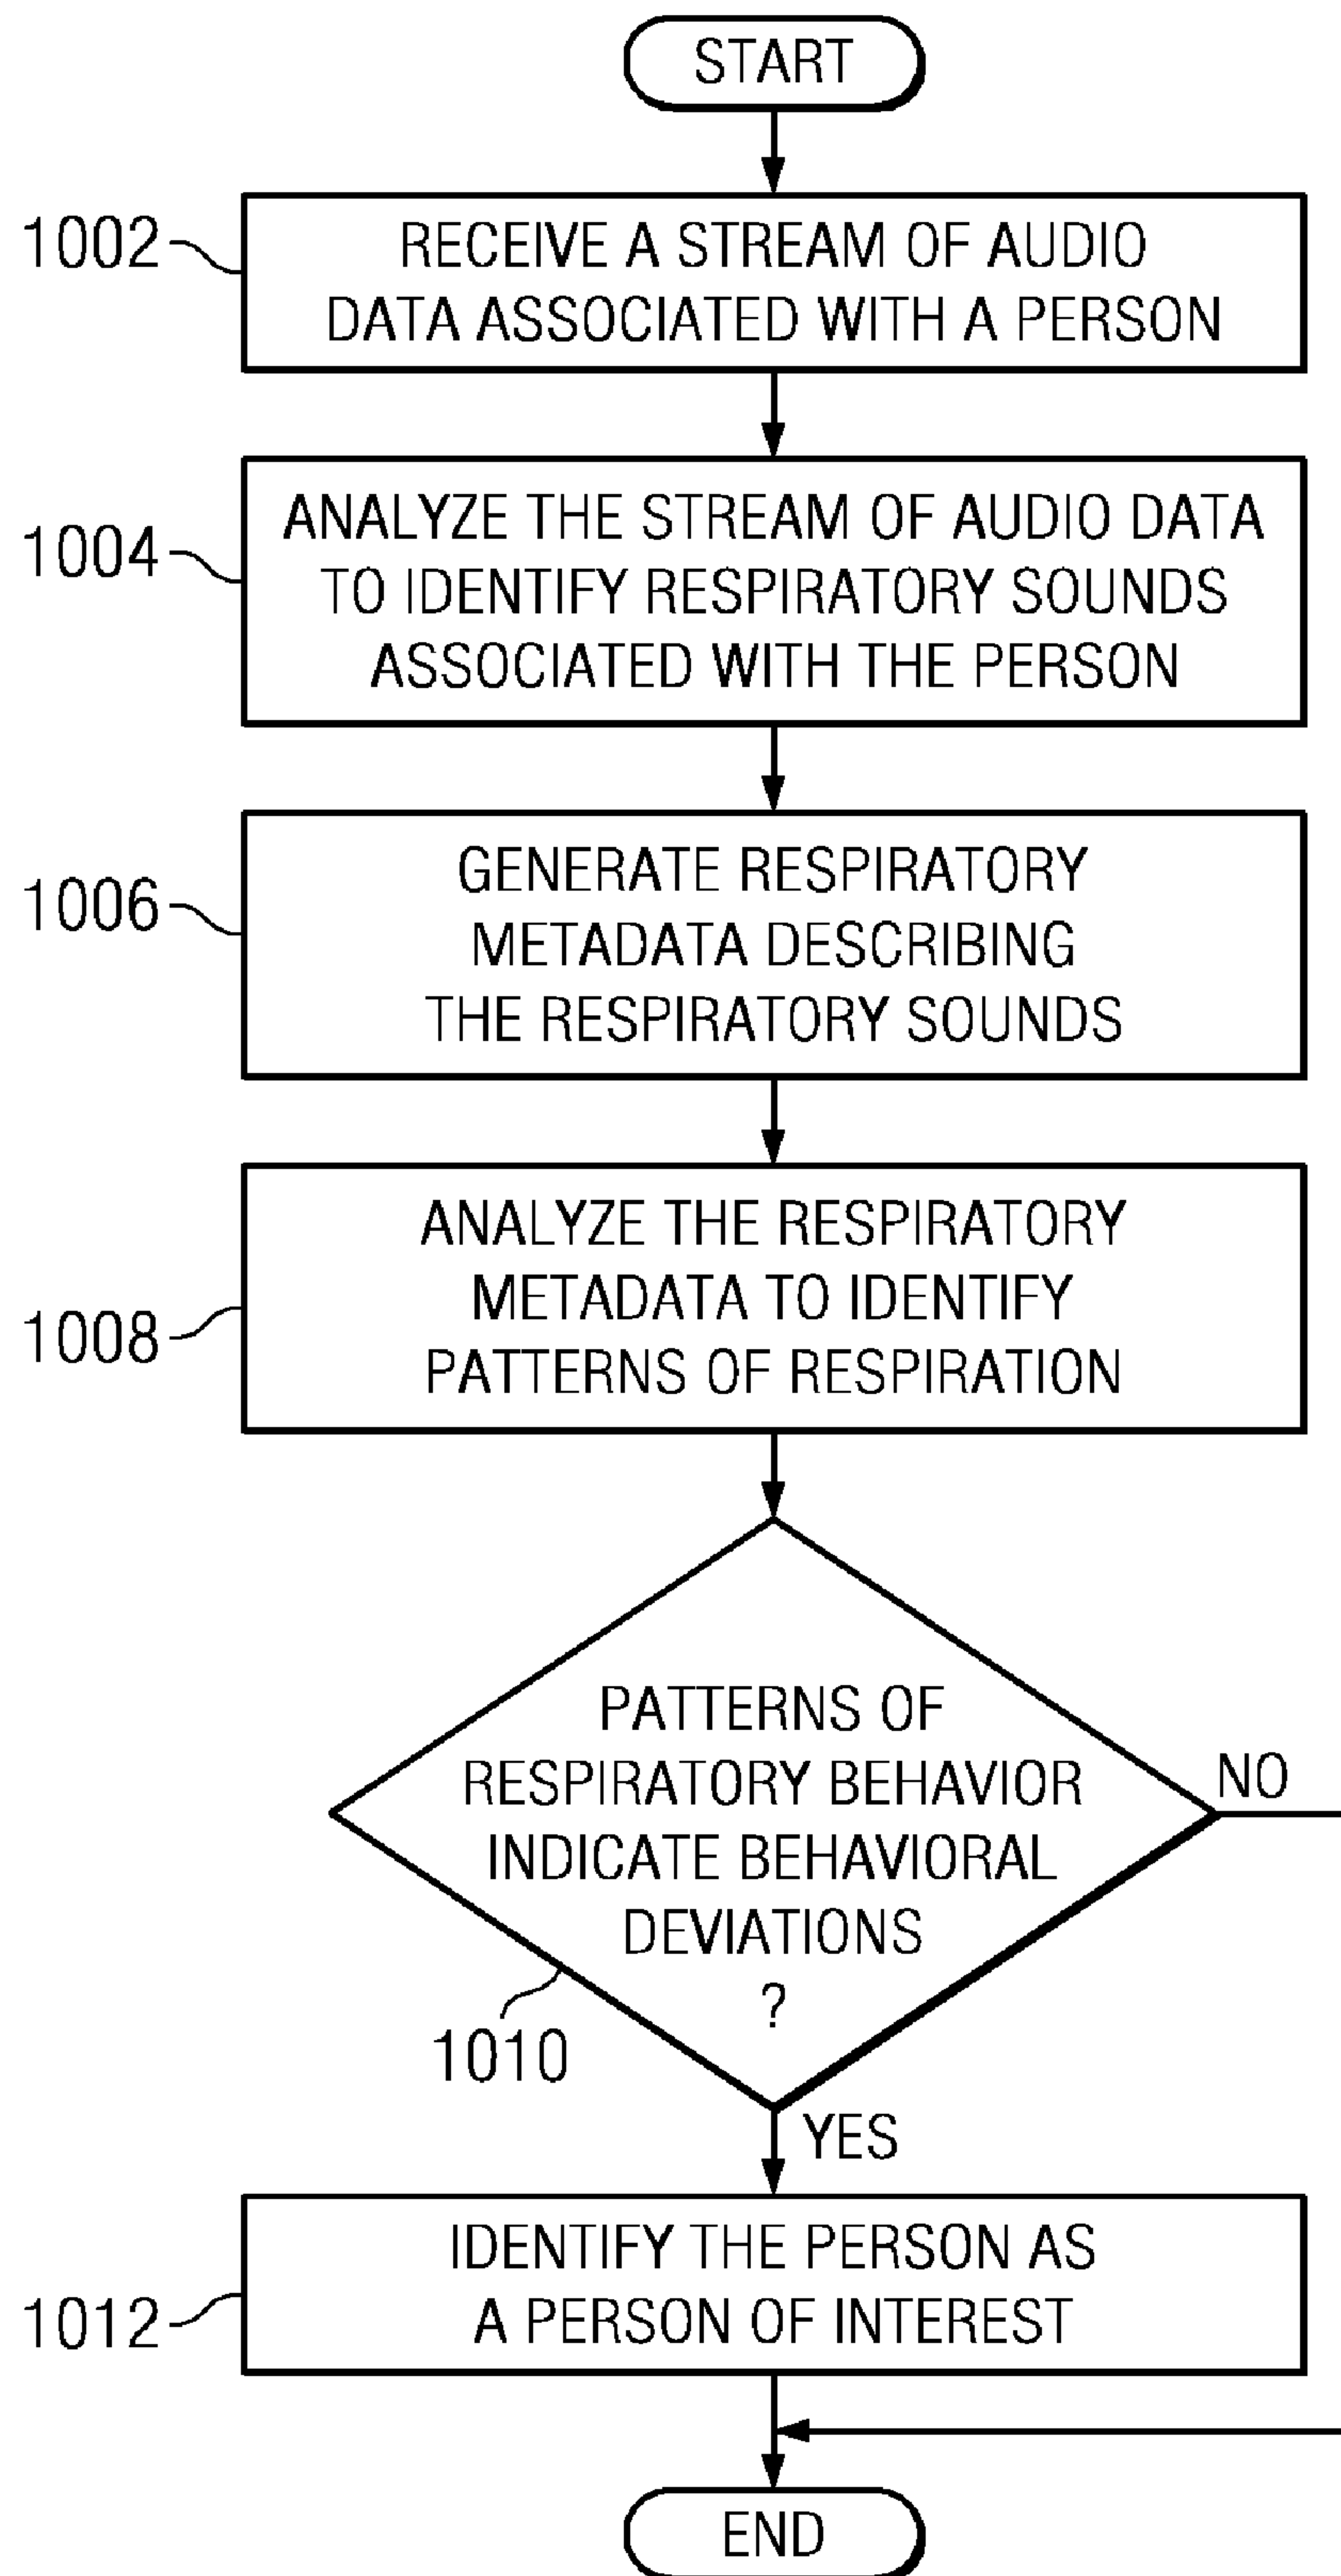 START
1002
RECEIVE A STREAM OF AUDIO
DATA ASSOCIATED WITH A PERSON
1004
ANALYZE THE STREAM OF AUDIO DATA
TO IDENTIFY RESPIRATORY SOUNDS
ASSOCIATED WITH THE PERSON
1006
GENERATE RESPIRATORY
METADATA DESCRIBING
THE RESPIRATORY SOUNDS
1008
ANALYZE THE RESPIRATORY
METADATA TO IDENTIFY
PATTERNS OF RESPIRATION
PATTERNS OF
RESPIRATORY BEHAVIOR
INDICATE BEHAVIORAL
DEVIATIONS
?
NO
1010
YES
1012
IDENTIFY THE PERSON AS
A PERSON OF INTEREST
END